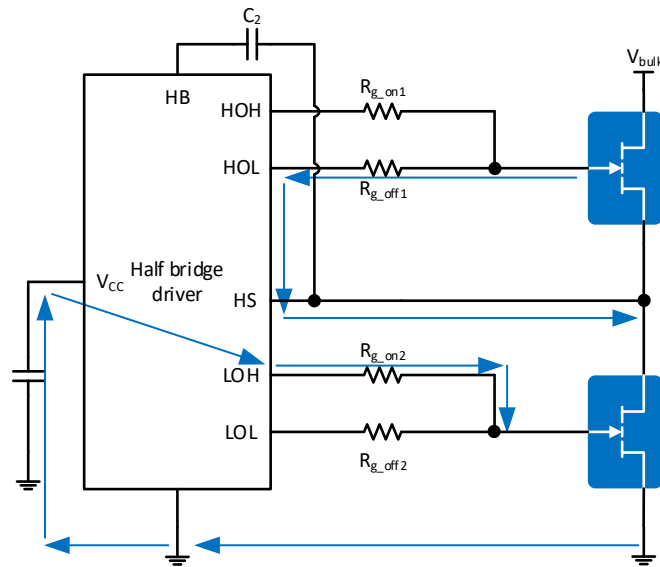 C2
Vbulk
HB
HOH
Rg_on1
HOL
Rg_off1
VCC
Half bridge
driver
HS
LOH
Rg_on2
LOL
Rg_off2